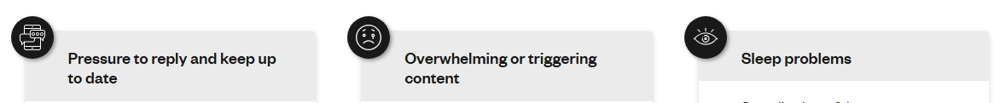 Pressure to reply and keep up
to date
Overwhelming or triggering
content
Sleep problems